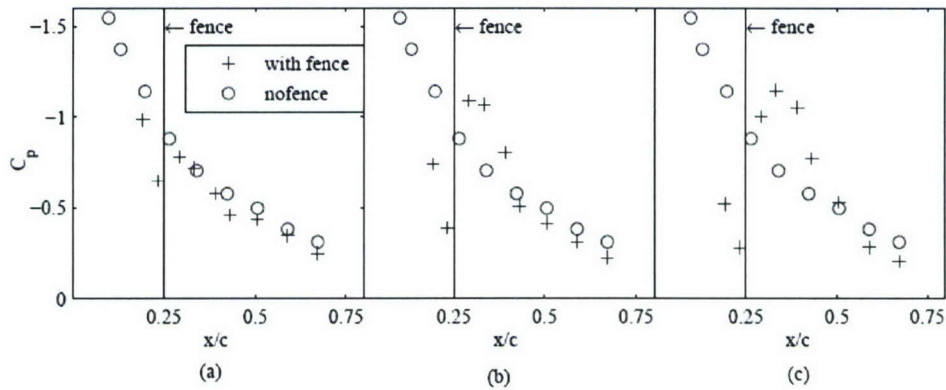 −1.5
−1
−0.5
0
C_p
← fence
+ with fence
○ nofence
0.25 0.5 0.75
x/c
(a)
← fence
0.25 0.5 0.75
x/c
(b)
← fence
0.25 0.5 0.75
x/c
(c)